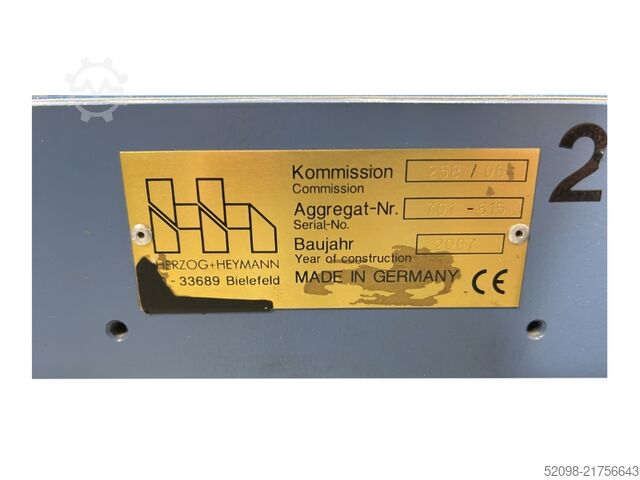 HERZOG+HEYMANN
33689 Bielefeld
Kommission 258 / 06
Commission
Aggregat-Nr. 701 -615
Serial-No.
Baujahr 2007
Year of construction
MADE IN GERMANY CE
2
52098-21756643